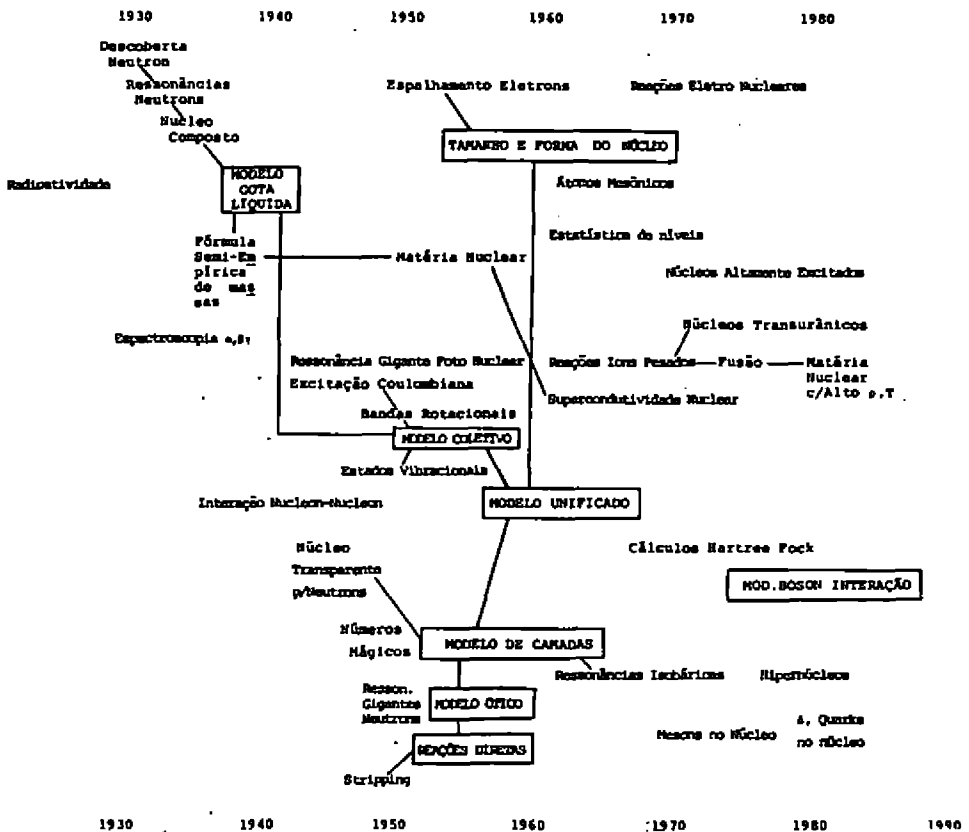 1930 1940 1950 1960 1970 1980
Descoberta
Neutron
Ressonâncias
Neutrons
Nucleo
Composto
Espalhamento Eletrons
Reações Eletro Nucleares
TAMANHO E FORMA DO NÚCLEO
Radioatividade
MODELO
GOTA
LÍQUIDA
Átomos Mesônicos
Fórmula
Semi-Em
pírica
de mas
sas
Matéria Nuclear
Estatística de níveis
Núcleos Altamente Excitados
Núcleos Transurânicos
Espectroscopia α,βγ
Ressonância Gigante Foto Nuclear
Reações Ions Pesados
Fusão
Matéria
Nuclear
c/Alto ρ,T
Excitação Coulombiana
Supercondutividade Nuclear
Bandas Rotacionais
MODELO COLETIVO
Estados Vibracionais
Interação Nucleon-Nucleon
MODELO UNIFICADO
Núcleo
Transparente
p/Neutrons
Cálculos Hartree Fock
MOD.BOSON INTERAÇÃO
Números
Mágicos
MODELO DE CAMADAS
Ressonâncias Isobáricas
Hipernúcleos
Resson.
Gigantes
Neutrons
MODELO ÓTICO
Mesons no Núcleo
Δ, Quarks
no núcleo
REAÇÕES DIRETAS
Stripping
1930 1940 1950 1960 1970 1980 1990